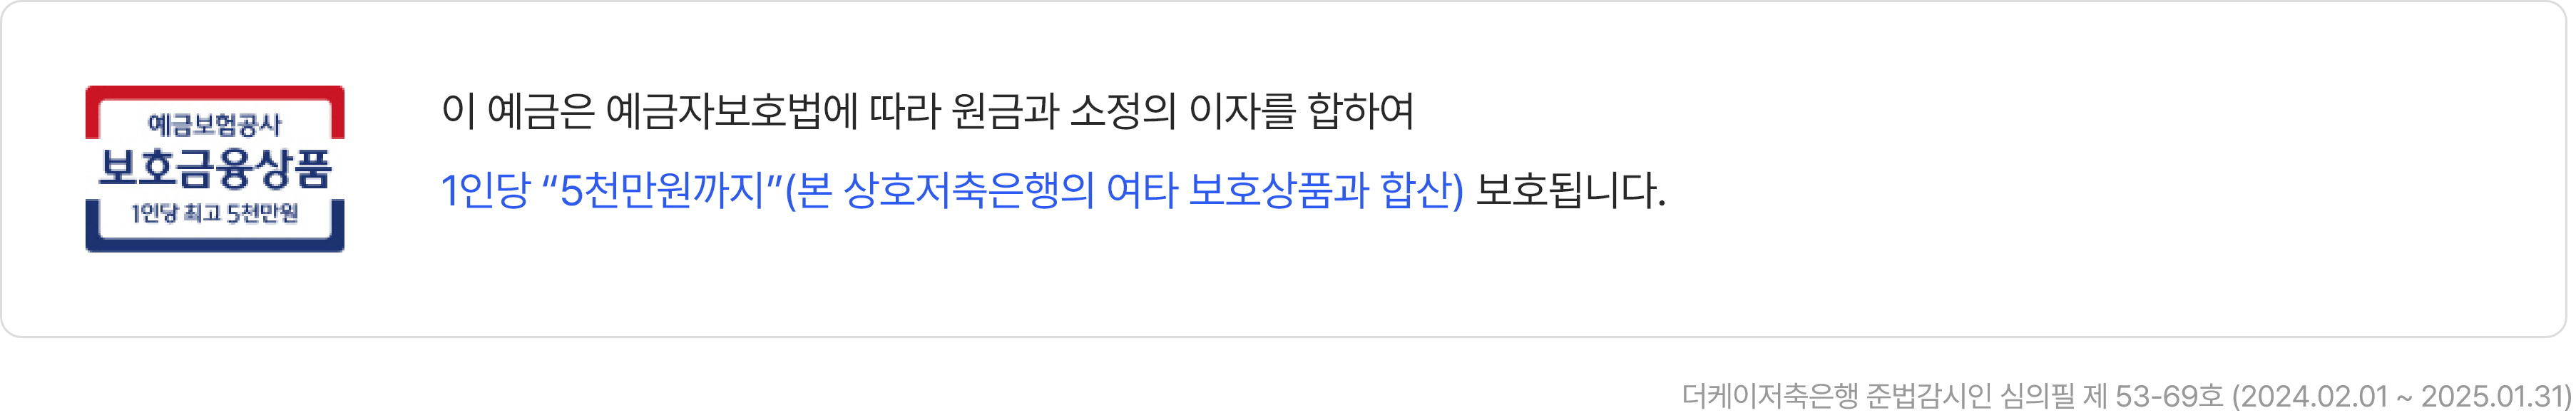 예금보험공사
보호금융상품
1인당 최고 5천만원
이 예금은 예금자보호법에 따라 원금과 소정의 이자를 합하여
1인당 “5천만원까지”(본 상호저축은행의 여타 보호상품과 합산) 보호됩니다.
더케이저축은행 준법감시인 심의필 제 53-69호 (2024.02.01 ~ 2025.01.31)